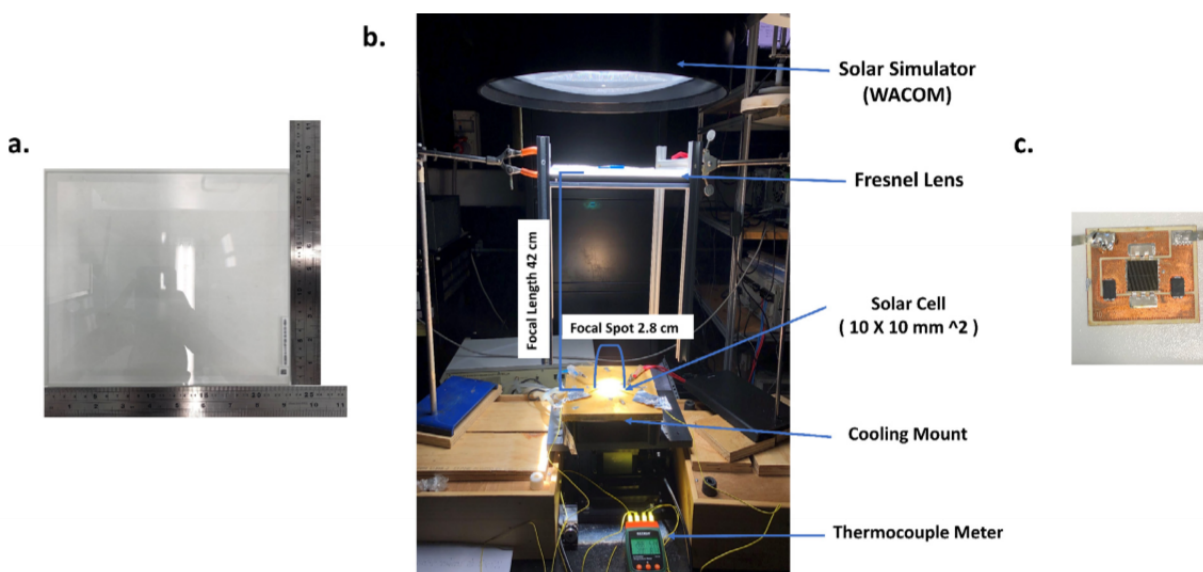 a.
b.
c.
Solar Simulator
(WACOM)
Fresnel Lens
Focal Length 42 cm
Focal Spot 2.8 cm
Solar Cell
( 10 X 10 mm ^2 )
Cooling Mount
Thermocouple Meter